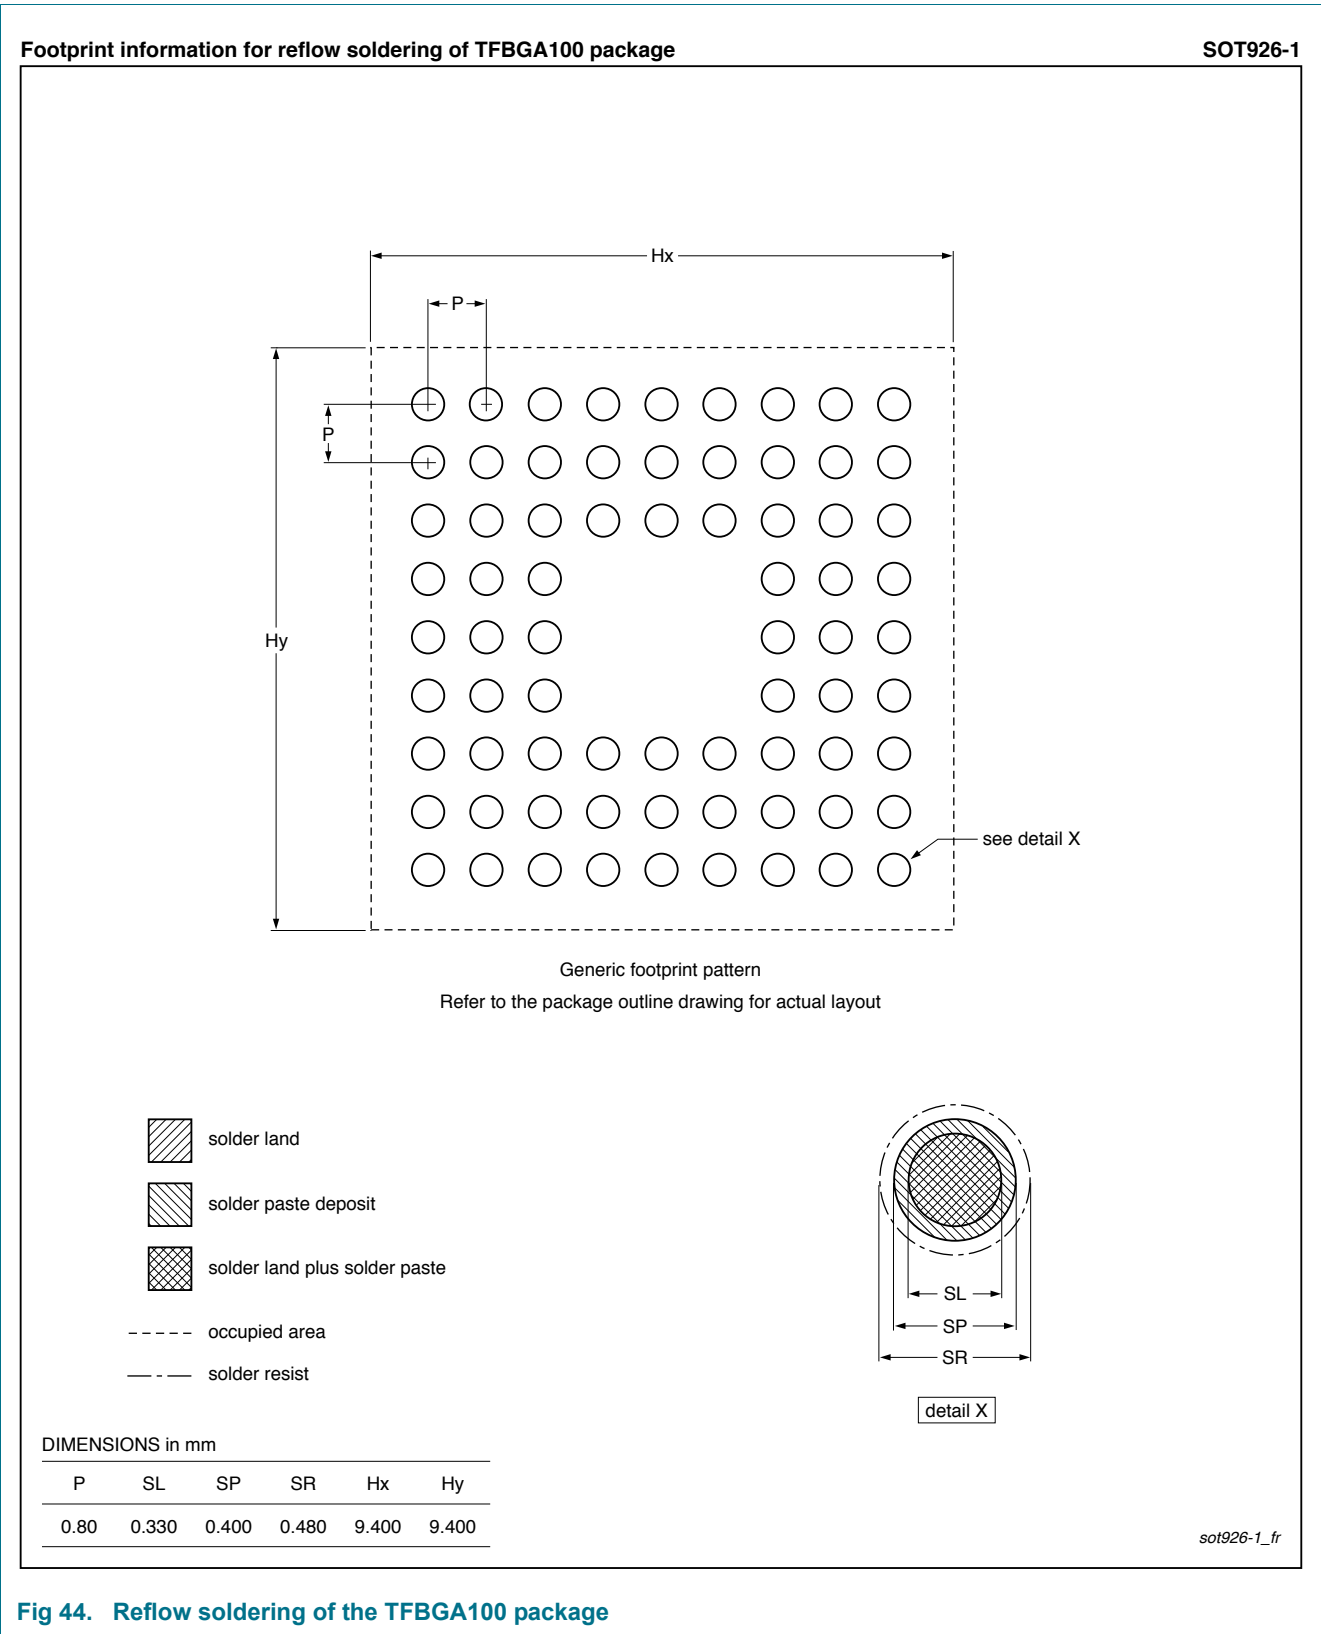 Footprint information for reflow soldering of TFBGA100 package SOT926-1
Hx
P
P
Hy
see detail X
Generic footprint pattern
Refer to the package outline drawing for actual layout
solder land
solder paste deposit
solder land plus solder paste
occupied area
solder resist
SL
SP
SR
detail X
DIMENSIONS in mm
P SL SP SR Hx Hy
0.80 0.330 0.400 0.480 9.400 9.400
sot926-1_fr
Fig 44. Reflow soldering of the TFBGA100 package